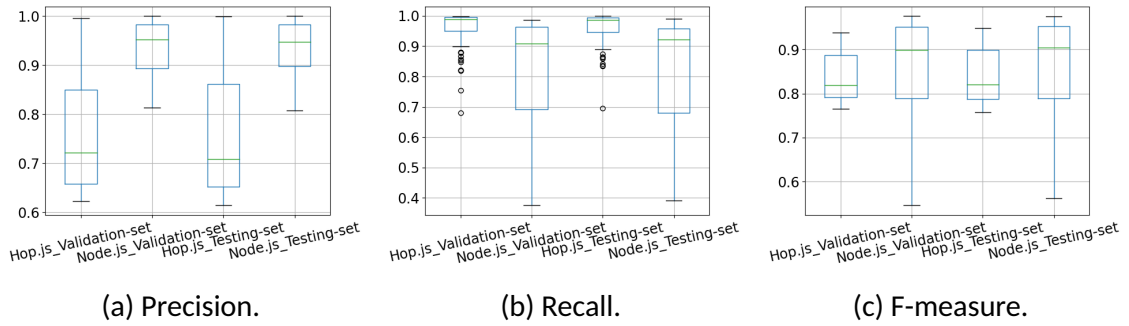 1.0
0.9
0.8
0.7
0.6
Hop.js_Validation-set
Node.js_Validation-set
Hop.js_Testing-set
Node.js_Testing-set
(a) Precision.
1.0
0.9
0.8
0.7
0.6
0.5
0.4
Hop.js_Validation-set
Node.js_Validation-set
Hop.js_Testing-set
Node.js_Testing-set
(b) Recall.
0.9
0.8
0.7
0.6
Hop.js_Validation-set
Node.js_Validation-set
Hop.js_Testing-set
Node.js_Testing-set
(c) F-measure.